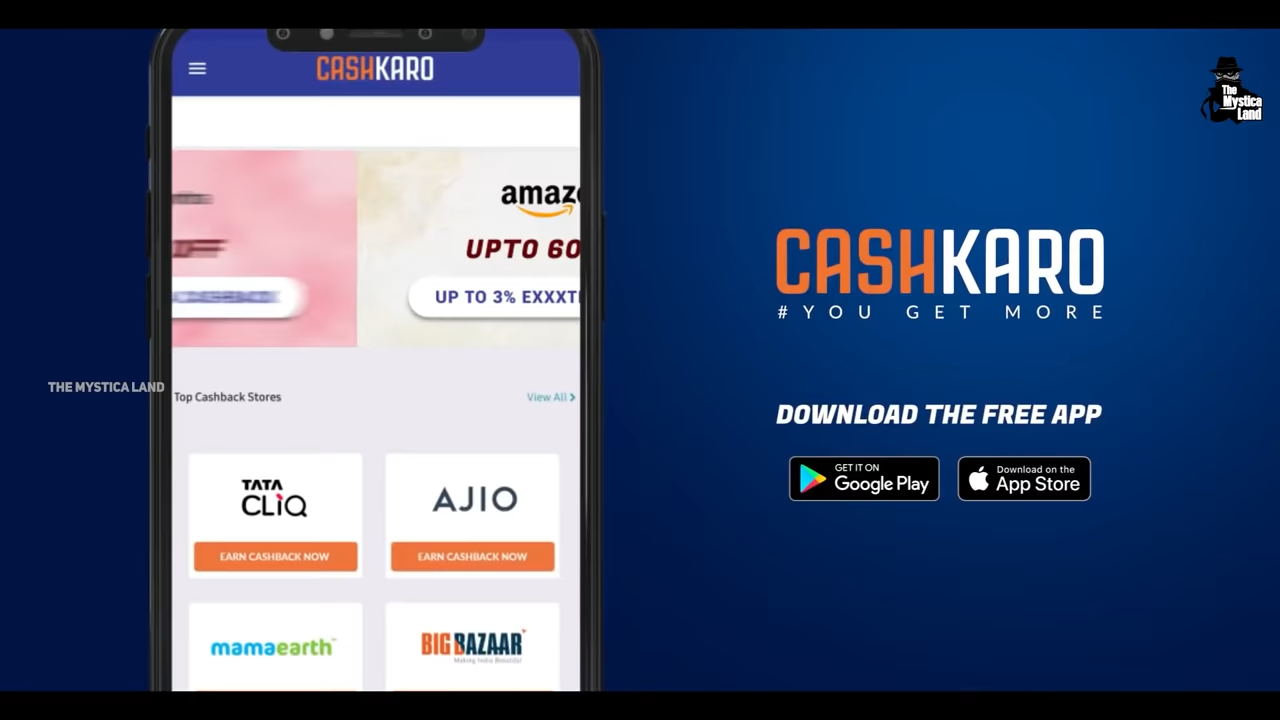 CASHKARO
amaz
UPTO 60
UP TO 3% EXXXT
Top Cashback Stores
View All
TATA
CLiQ
EARN CASHBACK NOW
AJIO
EARN CASHBACK NOW
mamaearth
BIG BAZAAR
THE MYSTICA LAND
The
Mystica
Land
CASHKARO
#YOU GET MORE
DOWNLOAD THE FREE APP
GET IT ON
Google Play
Download on the
App Store